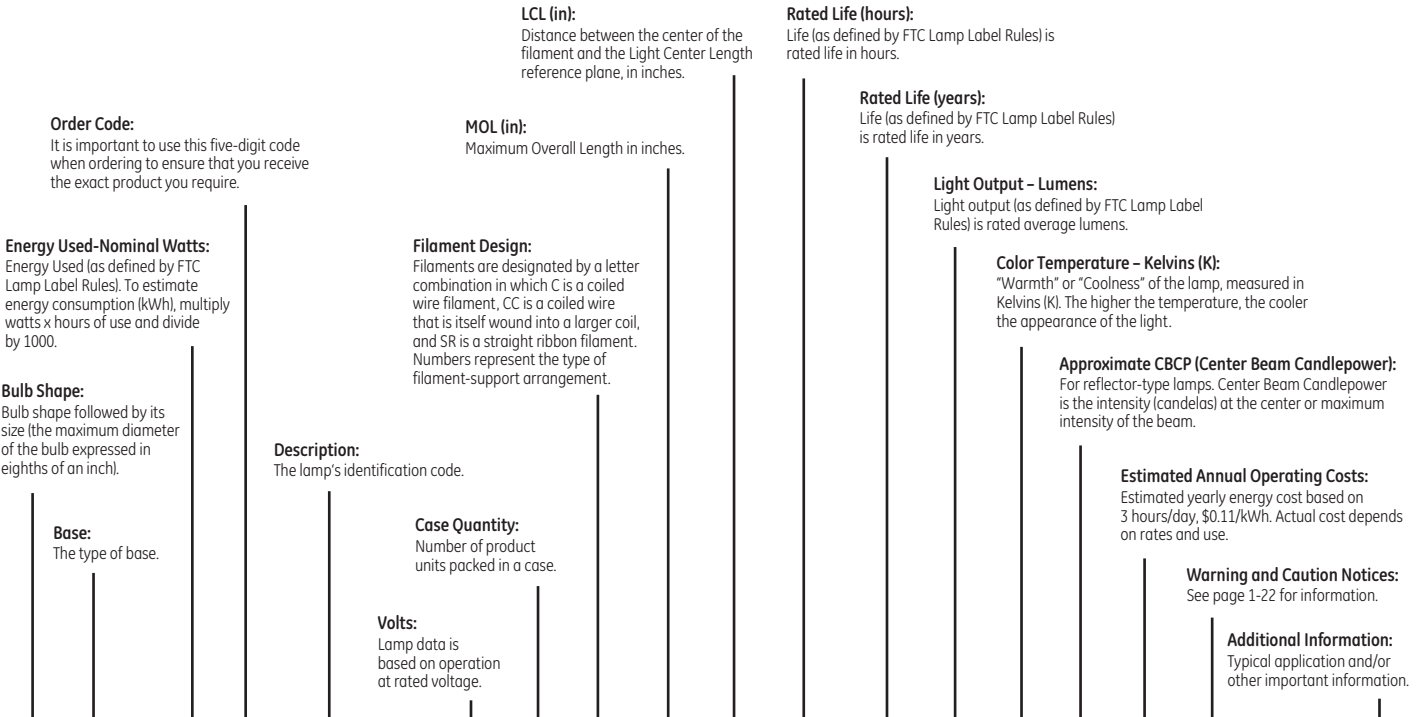 LCL (in):
Distance between the center of the
filament and the Light Center Length
reference plane, in inches.
Rated Life (hours):
Life (as defined by FTC Lamp Label Rules) is
rated life in hours.
Rated Life (years):
Life (as defined by FTC Lamp Label Rules)
is rated life in years.
Order Code:
It is important to use this five-digit code
when ordering to ensure that you receive
the exact product you require.
MOL (in):
Maximum Overall Length in inches.
Light Output – Lumens:
Light output (as defined by FTC Lamp Label
Rules) is rated average lumens.
Energy Used-Nominal Watts:
Energy Used (as defined by FTC
Lamp Label Rules). To estimate
energy consumption (kWh), multiply
watts x hours of use and divide
by 1000.
Filament Design:
Filaments are designated by a letter
combination in which C is a coiled
wire filament, CC is a coiled wire
that is itself wound into a larger coil,
and SR is a straight ribbon filament.
Numbers represent the type of
filament-support arrangement.
Color Temperature – Kelvins (K):
"Warmth" or "Coolness" of the lamp, measured in
Kelvins (K). The higher the temperature, the cooler
the appearance of the light.
Approximate CBCP (Center Beam Candlepower):
For reflector-type lamps. Center Beam Candlepower
is the intensity (candelas) at the center or maximum
intensity of the beam.
Bulb Shape:
Bulb shape followed by its
size (the maximum diameter
of the bulb expressed in
eighths of an inch).
Description:
The lamp's identification code.
Estimated Annual Operating Costs:
Estimated yearly energy cost based on
3 hours/day, $0.11/kWh. Actual cost depends
on rates and use.
Base:
The type of base.
Case Quantity:
Number of product
units packed in a case.
Warning and Caution Notices:
See page 1-22 for information.
Volts:
Lamp data is
based on operation
at rated voltage.
Additional Information:
Typical application and/or
other important information.